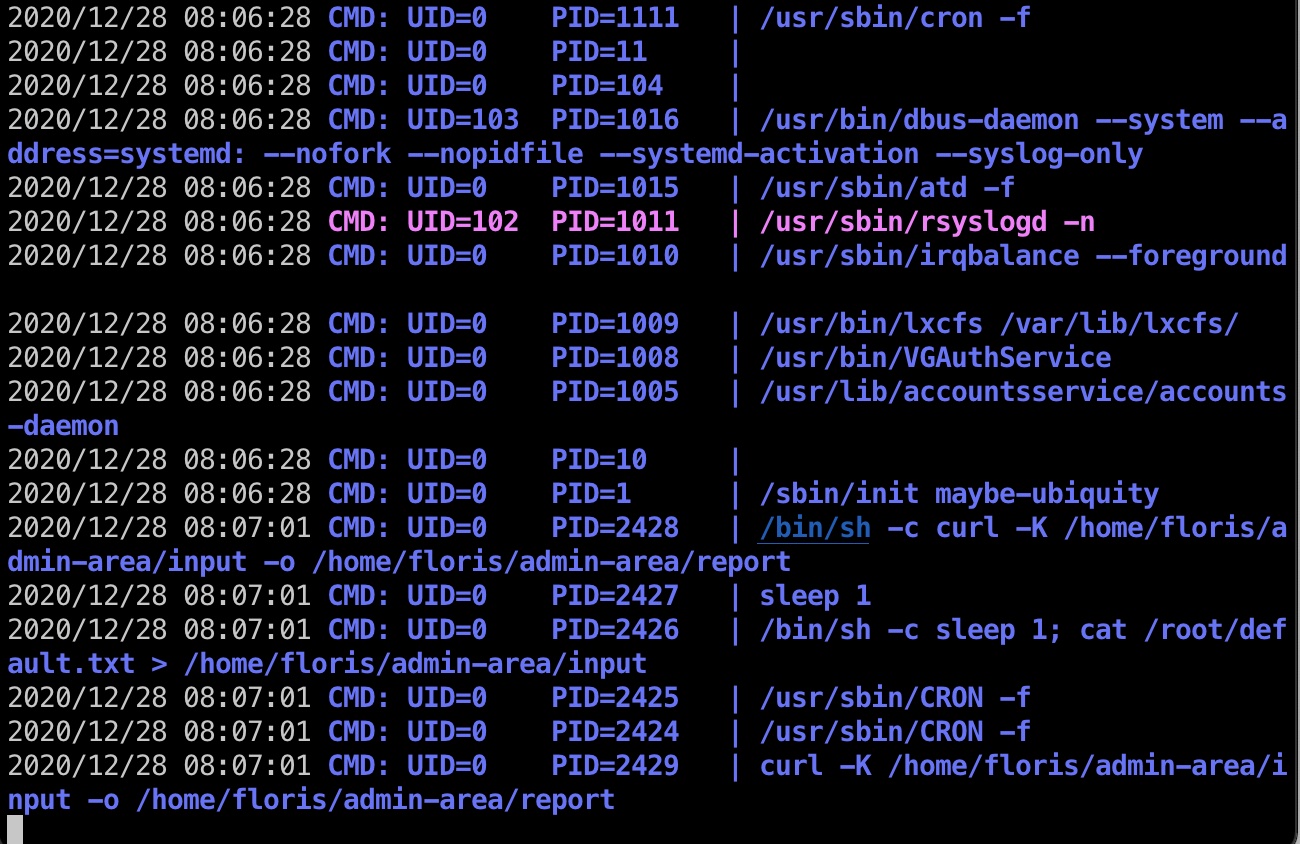 2020/12/28 08:06:28 CMD: UID=0    PID=1111   | /usr/sbin/cron -f
2020/12/28 08:06:28 CMD: UID=0    PID=11     |
2020/12/28 08:06:28 CMD: UID=0    PID=104    |
2020/12/28 08:06:28 CMD: UID=103  PID=1016   | /usr/bin/dbus-daemon --system --a
ddress=systemd: --nofork --nopidfile --systemd-activation --syslog-only
2020/12/28 08:06:28 CMD: UID=0    PID=1015   | /usr/sbin/atd -f
2020/12/28 08:06:28 CMD: UID=102  PID=1011   | /usr/sbin/rsyslogd -n
2020/12/28 08:06:28 CMD: UID=0    PID=1010   | /usr/sbin/irqbalance --foreground
2020/12/28 08:06:28 CMD: UID=0    PID=1009   | /usr/bin/lxcfs /var/lib/lxcfs/
2020/12/28 08:06:28 CMD: UID=0    PID=1008   | /usr/bin/VGAuthService
2020/12/28 08:06:28 CMD: UID=0    PID=1005   | /usr/lib/accountsservice/accounts
-daemon
2020/12/28 08:06:28 CMD: UID=0    PID=10     |
2020/12/28 08:06:28 CMD: UID=0    PID=1      | /sbin/init maybe-ubiquity
2020/12/28 08:07:01 CMD: UID=0    PID=2428   | /bin/sh -c curl -K /home/floris/a
dmin-area/input -o /home/floris/admin-area/report
2020/12/28 08:07:01 CMD: UID=0    PID=2427   | sleep 1
2020/12/28 08:07:01 CMD: UID=0    PID=2426   | /bin/sh -c sleep 1; cat /root/def
ault.txt > /home/floris/admin-area/input
2020/12/28 08:07:01 CMD: UID=0    PID=2425   | /usr/sbin/CRON -f
2020/12/28 08:07:01 CMD: UID=0    PID=2424   | /usr/sbin/CRON -f
2020/12/28 08:07:01 CMD: UID=0    PID=2429   | curl -K /home/floris/admin-area/i
nput -o /home/floris/admin-area/report